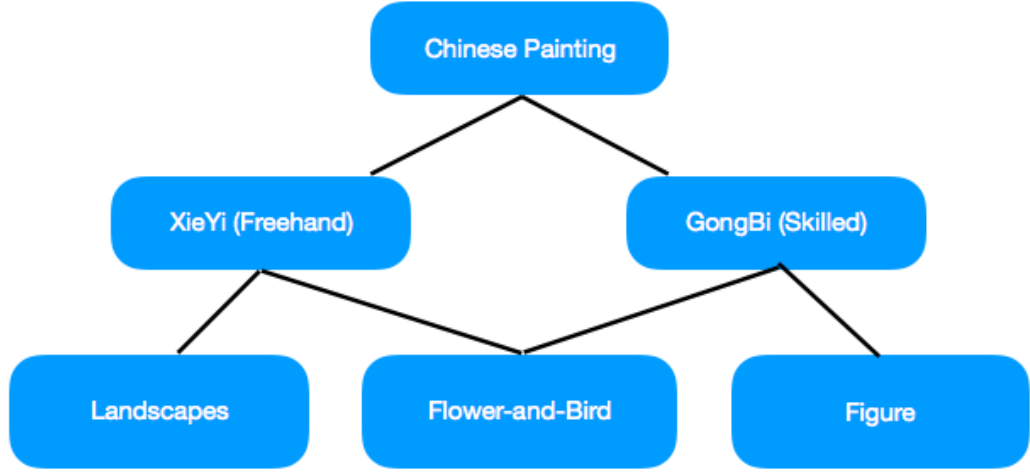 Chinese Painting
XieYi (Freehand)
GongBi (Skilled)
Landscapes
Flower-and-Bird
Figure